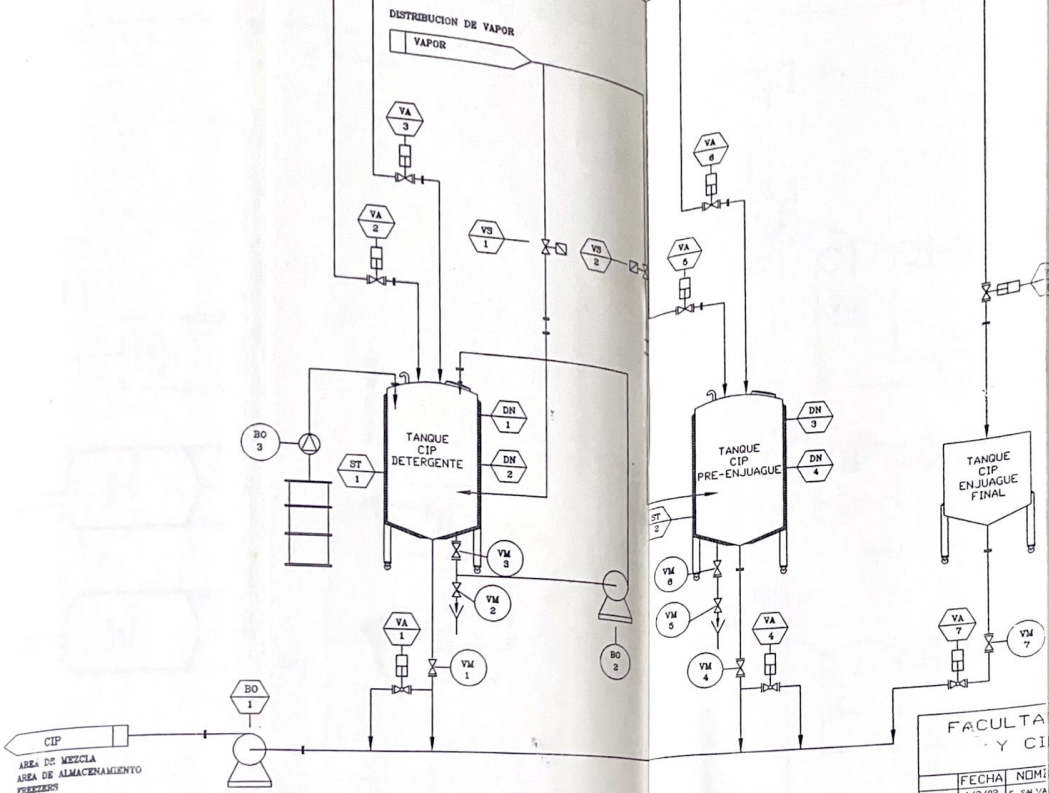 DISTRIBUCION DE VAPOR
VAPOR
VA
3
VA
6
VA
2
VS
1
VS
2
VA
5
BO
3
ST
1
TANQUE
CIP
DETERGENTE
DN
1
DN
2
TANQUE
CIP
PRE-ENJUAGUE
DN
3
DN
4
TANQUE
CIP
ENJUAGUE
FINAL
ST
2
VM
3
VM
2
VM
6
VM
5
VA
1
VM
1
BO
2
VM
4
VA
4
VA
7
VM
7
BO
1
CIP
AREA DE MEZCLA
AREA DE ALMACENAMIENTO
FREEZERS
FACULTA
Y CI
FECHA NOMI